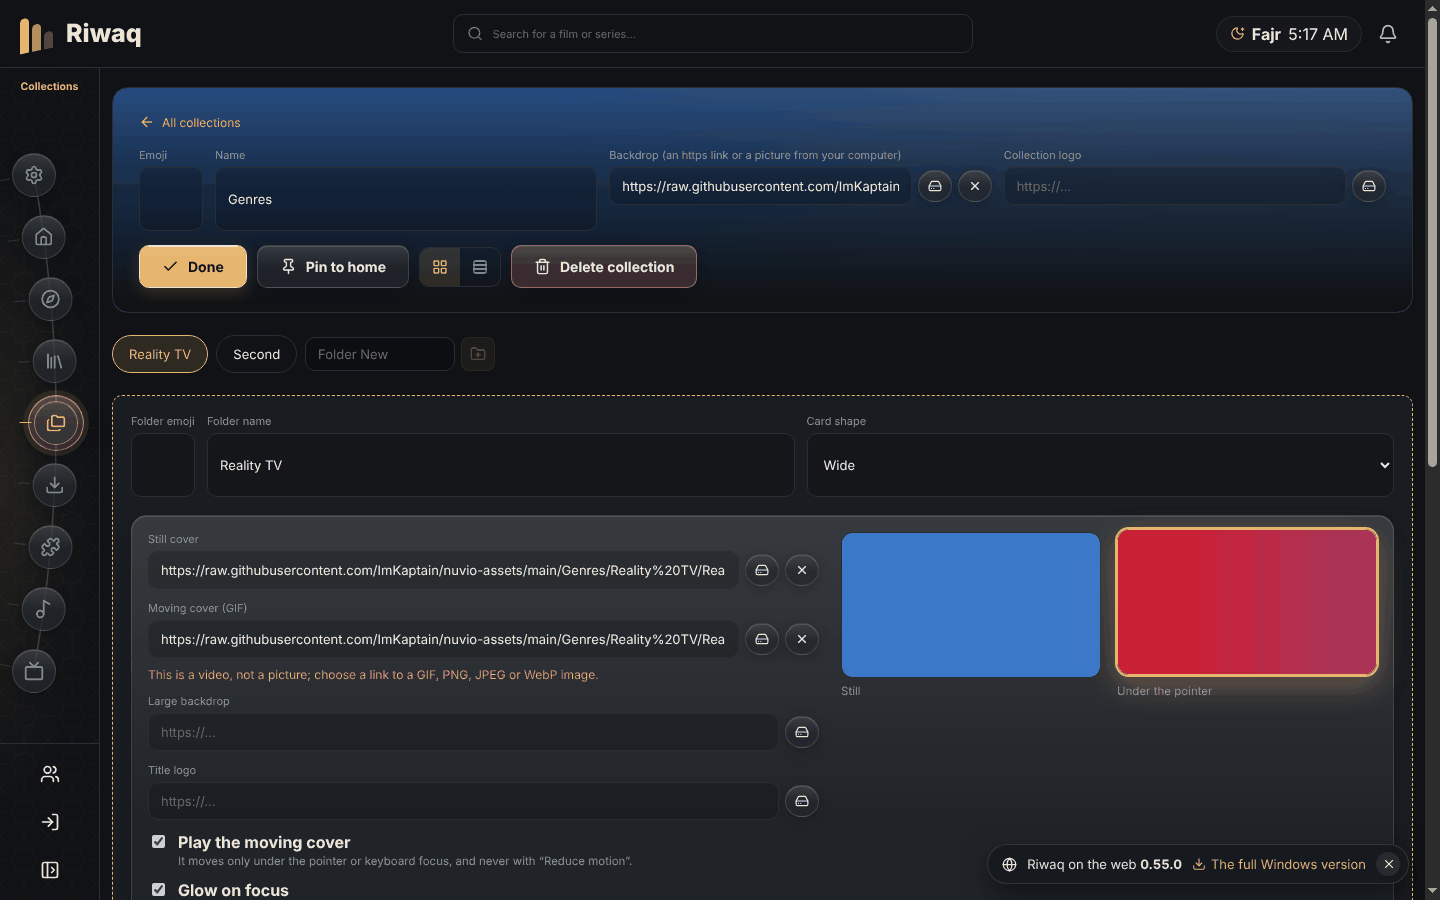 Riwaq
Search for a film or series...
Fajr 5:17 AM
Collections
All collections
Emoji
Name
Backdrop (an https link or a picture from your computer)
Collection logo
Genres
https://raw.githubusercontent.com/ImKaptain
https://...
Done
Pin to home
Delete collection
Reality TV
Second
Folder New
Folder emoji
Folder name
Card shape
Reality TV
Wide
Still cover
https://raw.githubusercontent.com/ImKaptain/nuvio-assets/main/Genres/Reality%20TV/Rea
Moving cover (GIF)
https://raw.githubusercontent.com/ImKaptain/nuvio-assets/main/Genres/Reality%20TV/Rea
This is a video, not a picture; choose a link to a GIF, PNG, JPEG or WebP image.
Still
Under the pointer
Large backdrop
https://...
Title logo
https://...
Play the moving cover
It moves only under the pointer or keyboard focus, and never with “Reduce motion”.
Glow on focus
Riwaq on the web 0.55.0
The full Windows version